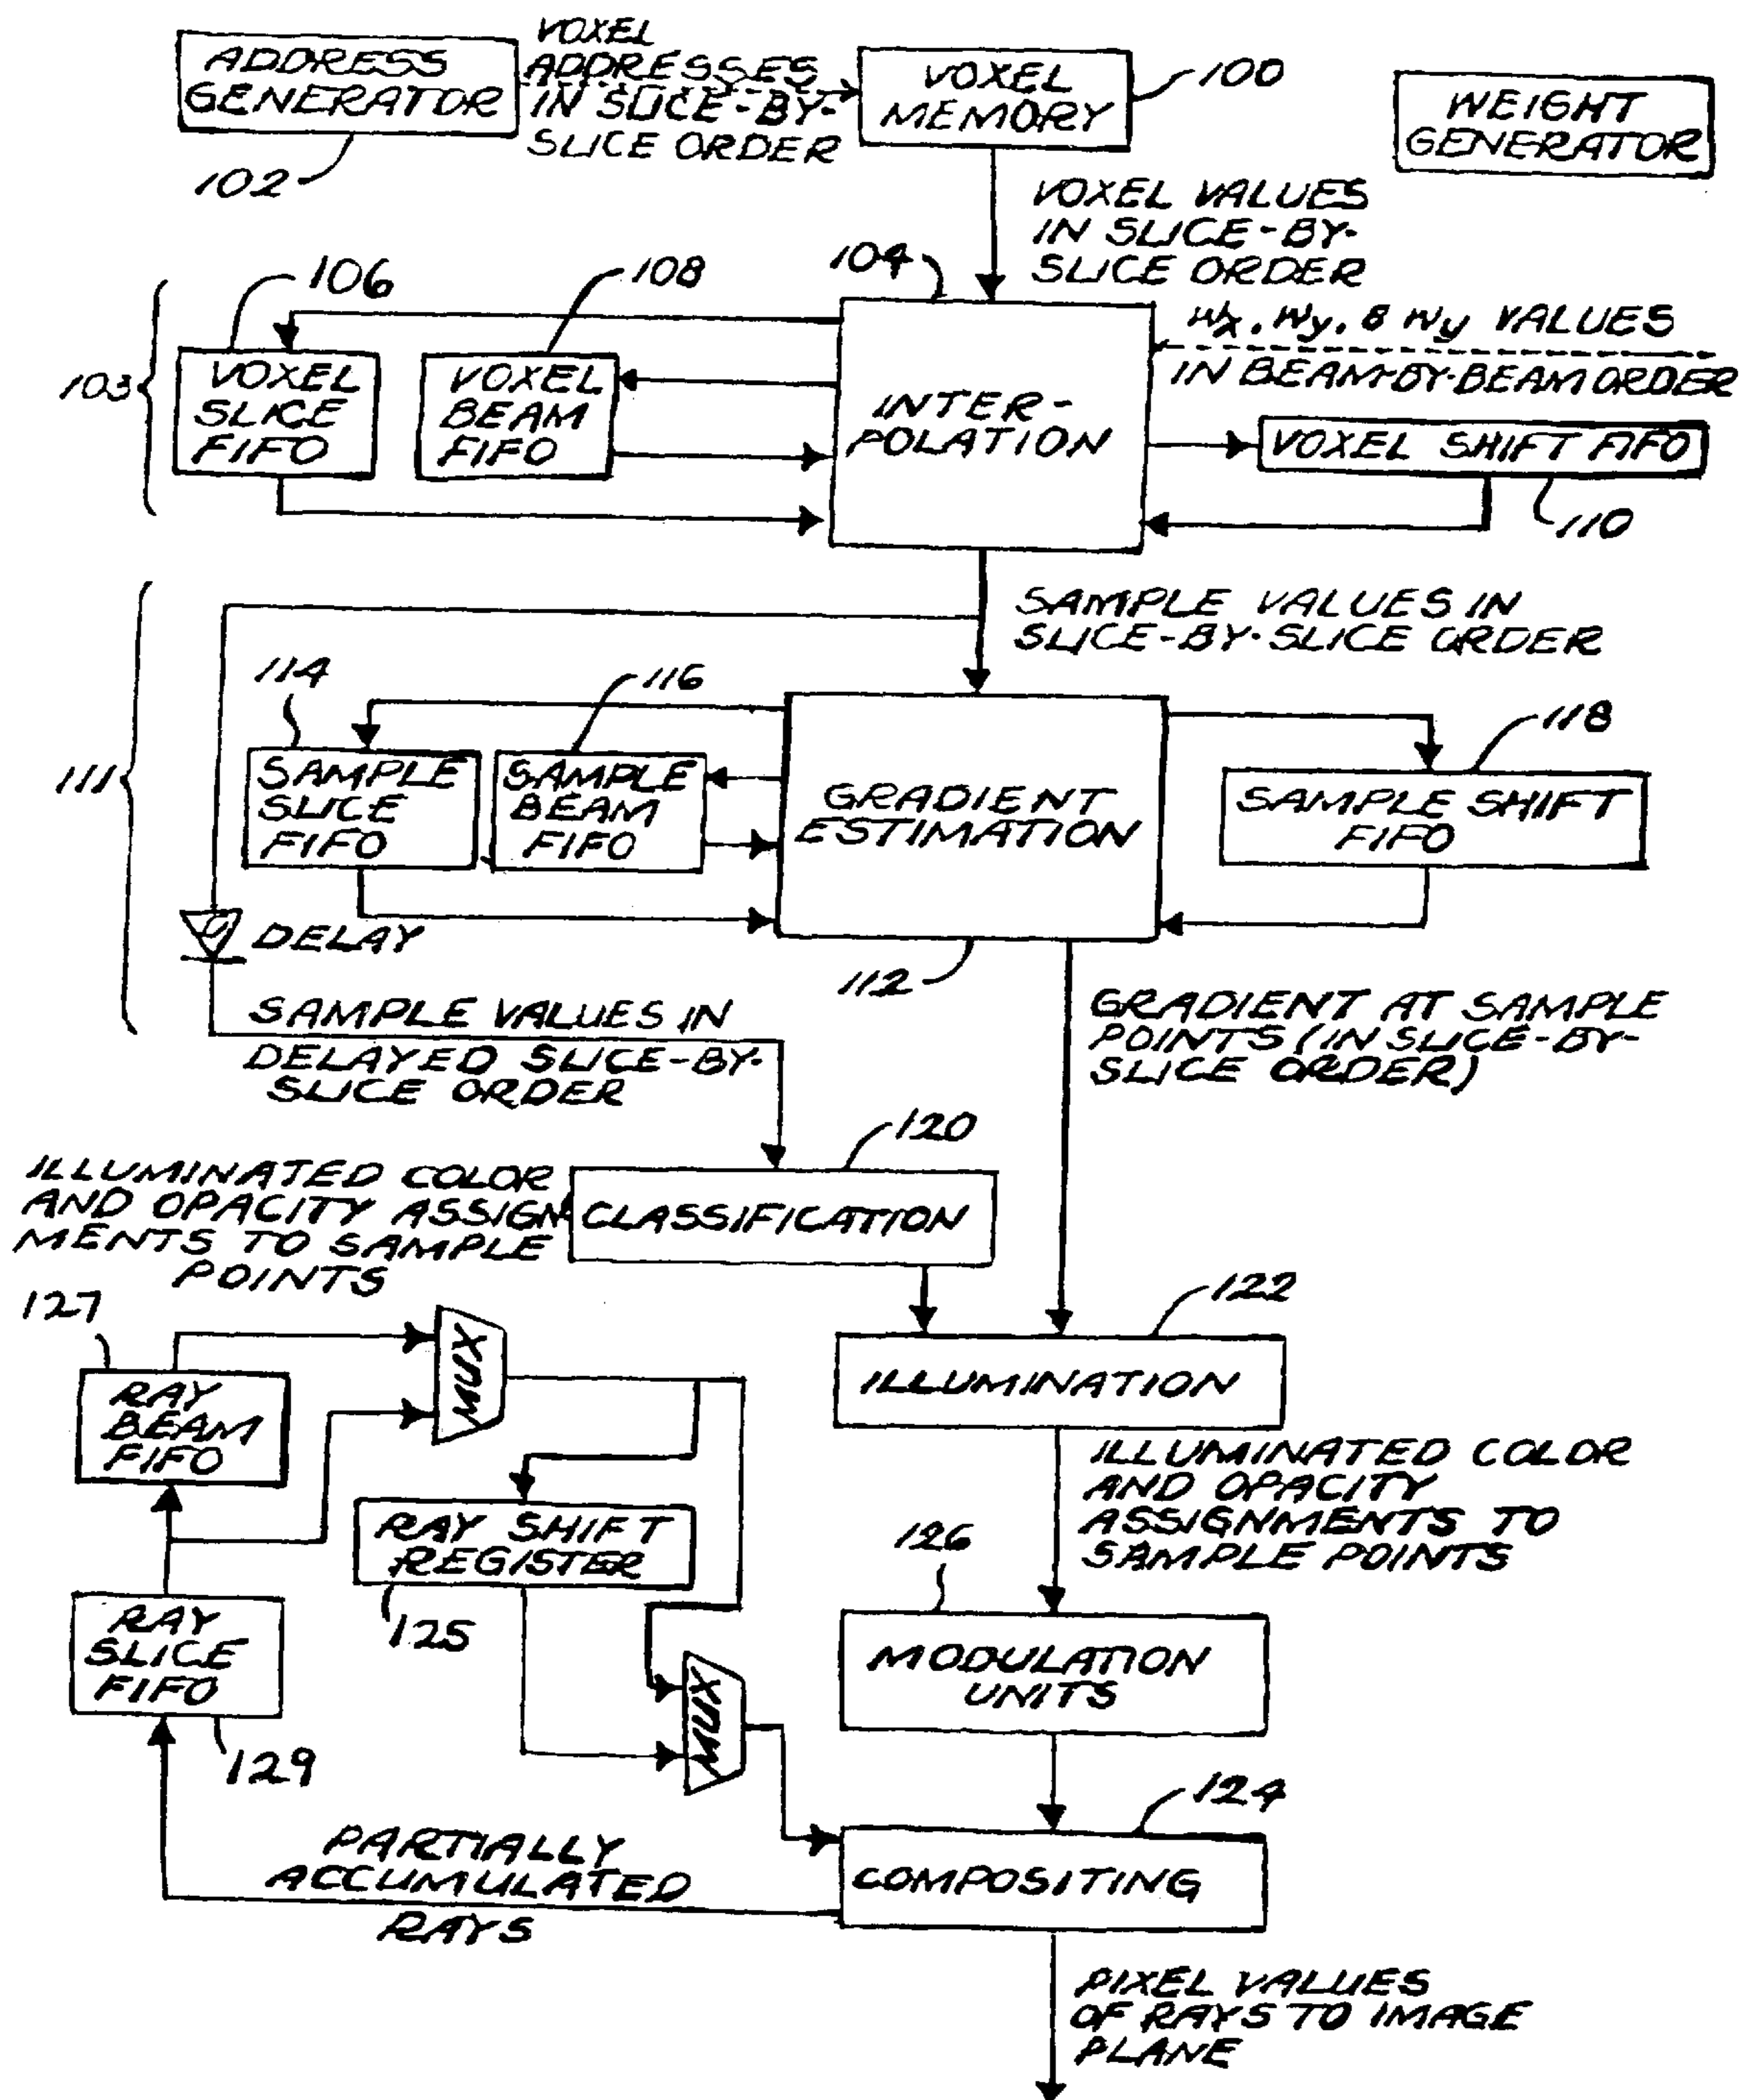 ADDRESS
GENERATOR
102
VOXEL
ADDRESSES
IN SLICE-BY-
SLICE ORDER
VOXEL
MEMORY
100
WEIGHT
GENERATOR
VOXEL VALUES
IN SLICE-BY-
SLICE ORDER
103
106
VOXEL
SLICE
FIFO
108
VOXEL
BEAM
FIFO
104
INTER-
POLATION
Wx, Wy, & Wy VALUES
IN BEAM-BY-BEAM ORDER
VOXEL SHIFT FIFO
110
SAMPLE VALUES IN
SLICE-BY-SLICE ORDER
111
114
SAMPLE
SLICE
FIFO
116
SAMPLE
BEAM
FIFO
GRADIENT
ESTIMATION
112
118
SAMPLE SHIFT
FIFO
DELAY
SAMPLE VALUES IN
DELAYED SLICE-BY-
SLICE ORDER
GRADIENT AT SAMPLE
POINTS (IN SLICE-BY-
SLICE ORDER)
120
CLASSIFICATION
ILLUMINATED COLOR
AND OPACITY ASSIGN
MENTS TO SAMPLE
POINTS
122
ILLUMINATION
127
RAY
BEAM
FIFO
MUX
RAY SHIFT
REGISTER
125
ILLUMINATED COLOR
AND OPACITY
ASSIGNMENTS TO
SAMPLE POINTS
126
MODULATION
UNITS
RAY
SLICE
FIFO
129
MUX
124
COMPOSITING
PARTIALLY
ACCUMULATED
RAYS
PIXEL VALUES
OF RAYS TO IMAGE
PLANE